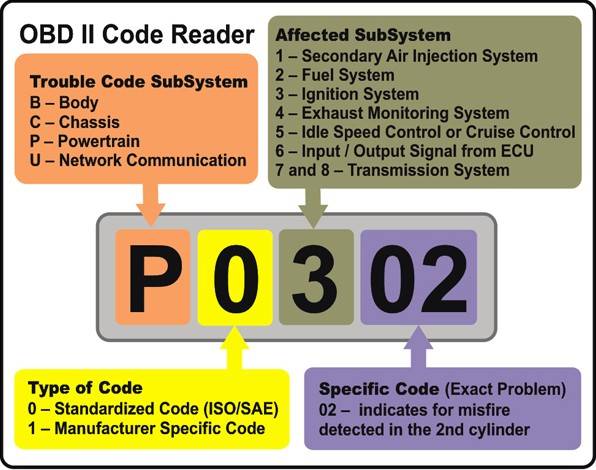 OBD II Code Reader
Trouble Code SubSystem
B – Body
C – Chassis
P – Powertrain
U – Network Communication
Affected SubSystem
1 – Secondary Air Injection System
2 – Fuel System
3 – Ignition System
4 – Exhaust Monitoring System
5 – Idle Speed Control or Cruise Control
6 – Input / Output Signal from ECU
7 and 8 – Transmission System
P 0 3 02
Type of Code
0 – Standardized Code (ISO/SAE)
1 – Manufacturer Specific Code
Specific Code (Exact Problem)
02 – indicates for misfire
detected in the 2nd cylinder